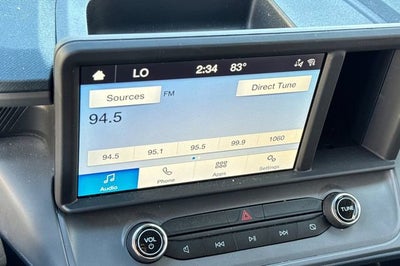 LO 2:34 83°
Sources FM Direct Tune
94.5
94.5 95.1 95.5 99.9 1060
Audio Phone Apps Settings
VOL TUNE